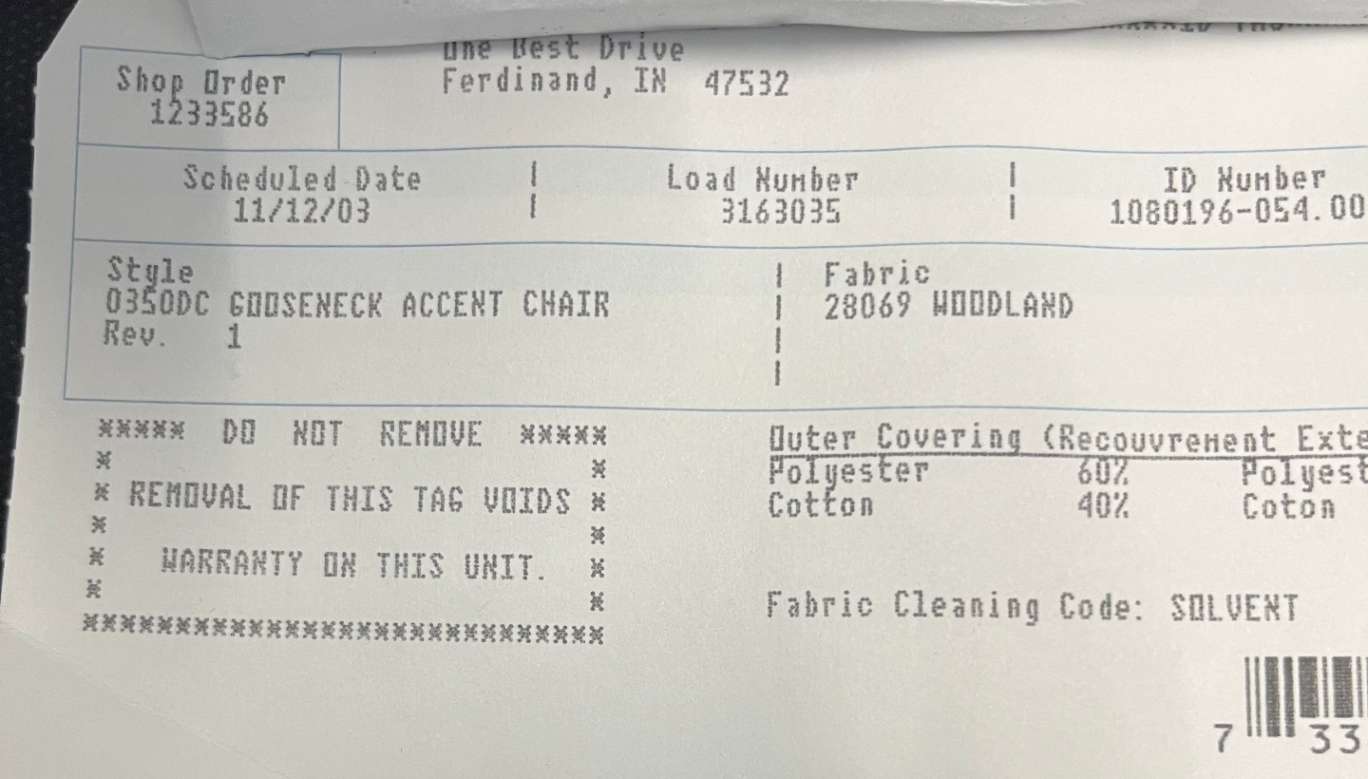 One Best Drive
Shop Order
Ferdinand, IN 47532
1233586
Scheduled Date | Load Number | ID Number
11/12/03 | 3163035 | 1080196-054.00
Style | Fabric
0350DC GOOSENECK ACCENT CHAIR | 28069 WOODLAND
Rev. 1 |
|
***** DO NOT REMOVE *****
* *
* REMOVAL OF THIS TAG VOIDS *
* *
* WARRANTY ON THIS UNIT. *
* *
*****************************
Outer Covering (Recouvrement Exte
Polyester 60% Polyest
Cotton 40% Coton
Fabric Cleaning Code: SOLVENT
7 33